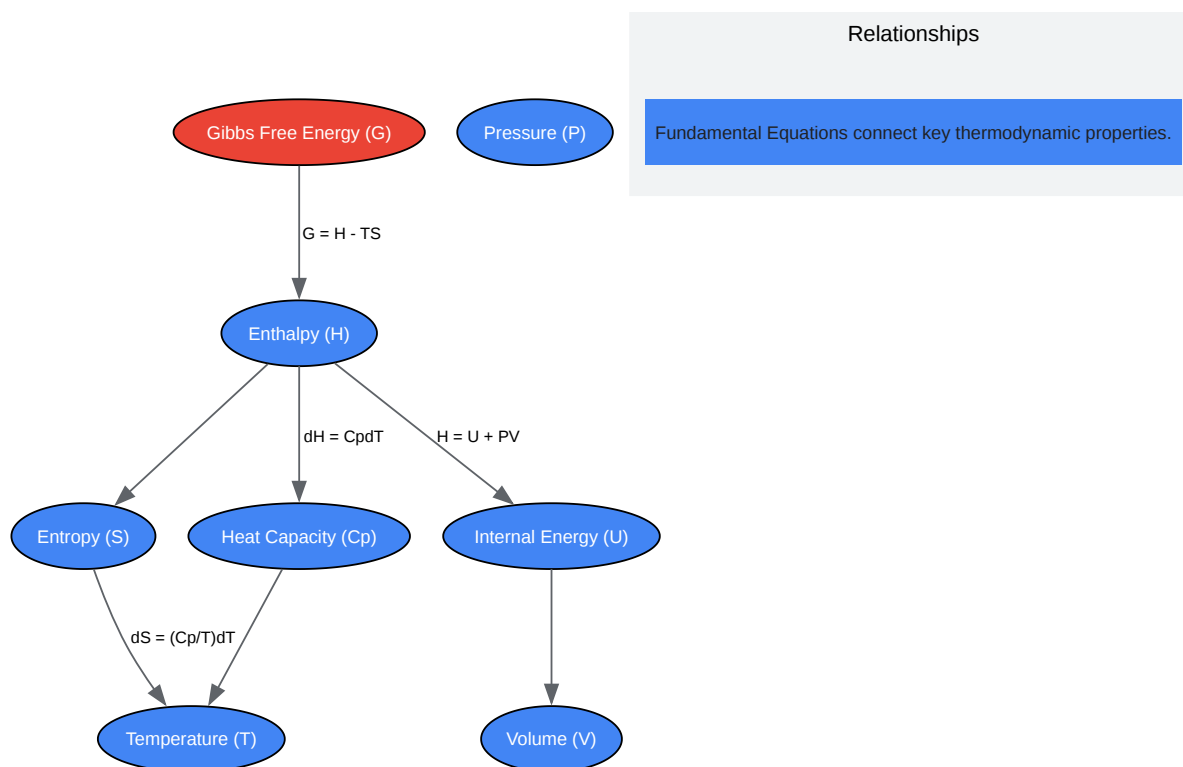 Relationships
Gibbs Free Energy (G)
Pressure (P)
Fundamental Equations connect key thermodynamic properties.
G = H - TS
Enthalpy (H)
dH = CpdT
H = U + PV
Entropy (S)
Heat Capacity (Cp)
Internal Energy (U)
dS = (Cp/T)dT
Temperature (T)
Volume (V)